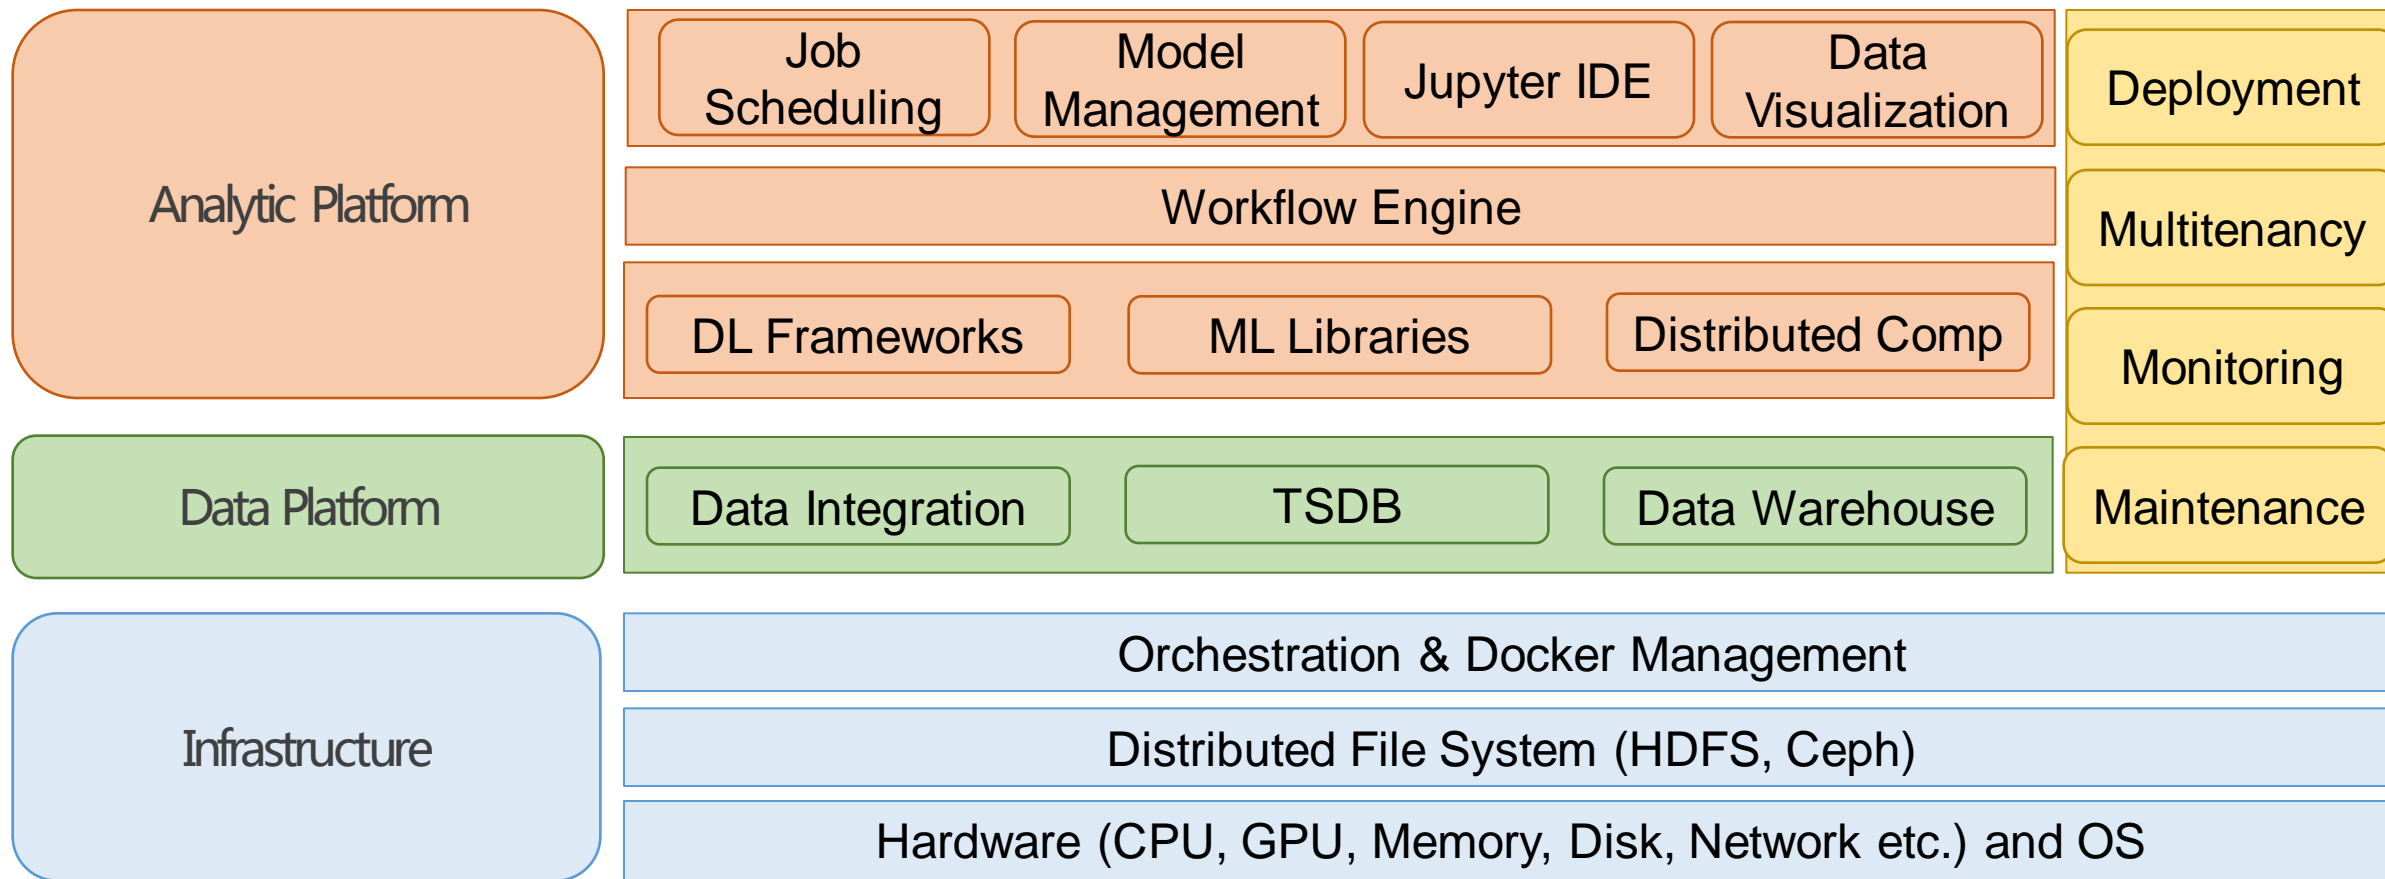 Analytic Platform
Job
Scheduling
Model
Management
Jupyter IDE
Data
Visualization
Workflow Engine
DL Frameworks
ML Libraries
Distributed Comp
Data Platform
Data Integration
TSDB
Data Warehouse
Deployment
Multitenancy
Monitoring
Maintenance
Infrastructure
Orchestration & Docker Management
Distributed File System (HDFS, Ceph)
Hardware (CPU, GPU, Memory, Disk, Network etc.) and OS